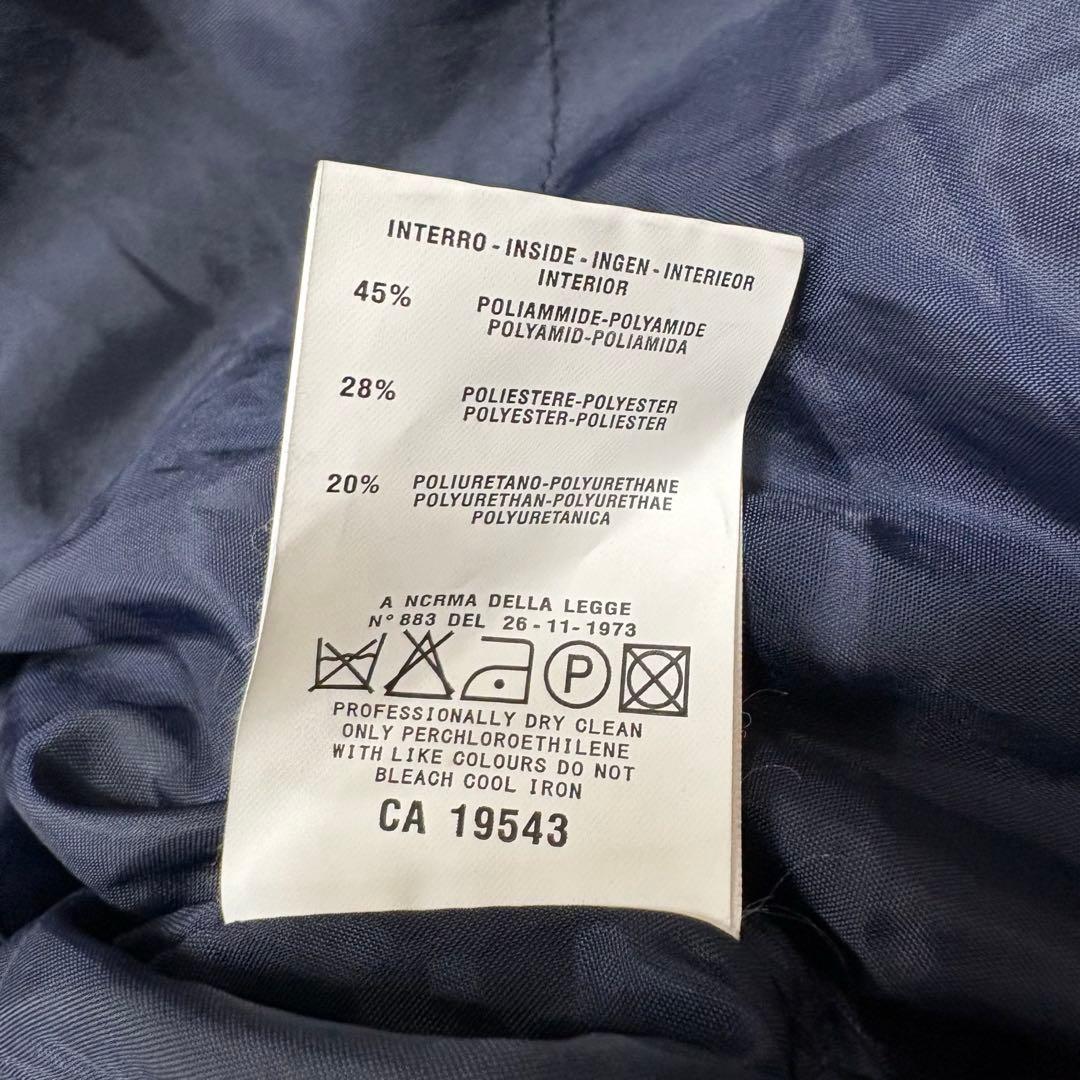 INTERRO - INSIDE - INGEN - INTERIEOR
INTERIOR
45% POLIAMMIDE-POLYAMIDE
POLYAMID-POLIAMIDA
28% POLIESTERE-POLYESTER
POLYESTER-POLIESTER
20% POLIURETANO-POLYURETHANE
POLYURETHAN-POLYURETHAE
POLYURETANICA
A NCRMA DELLA LEGGE
N° 883 DEL 26-11-1973
P
PROFESSIONALLY DRY CLEAN
ONLY PERCHLOROETHILENE
WITH LIKE COLOURS DO NOT
BLEACH COOL IRON
CA 19543